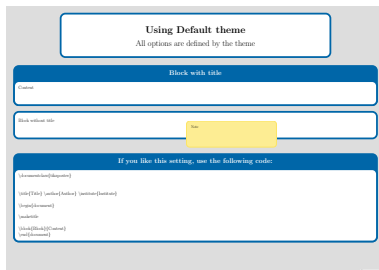 Using Default theme
All options are defined by the theme
Block with title
Content
Block without title
Note
If you like this setting, use the following code:
\documentclass{tikzposter}
\title{Title} \author{Author} \institute{Institute}
\begin{document}
\maketitle
\block{Block}{Content}
\end{document}